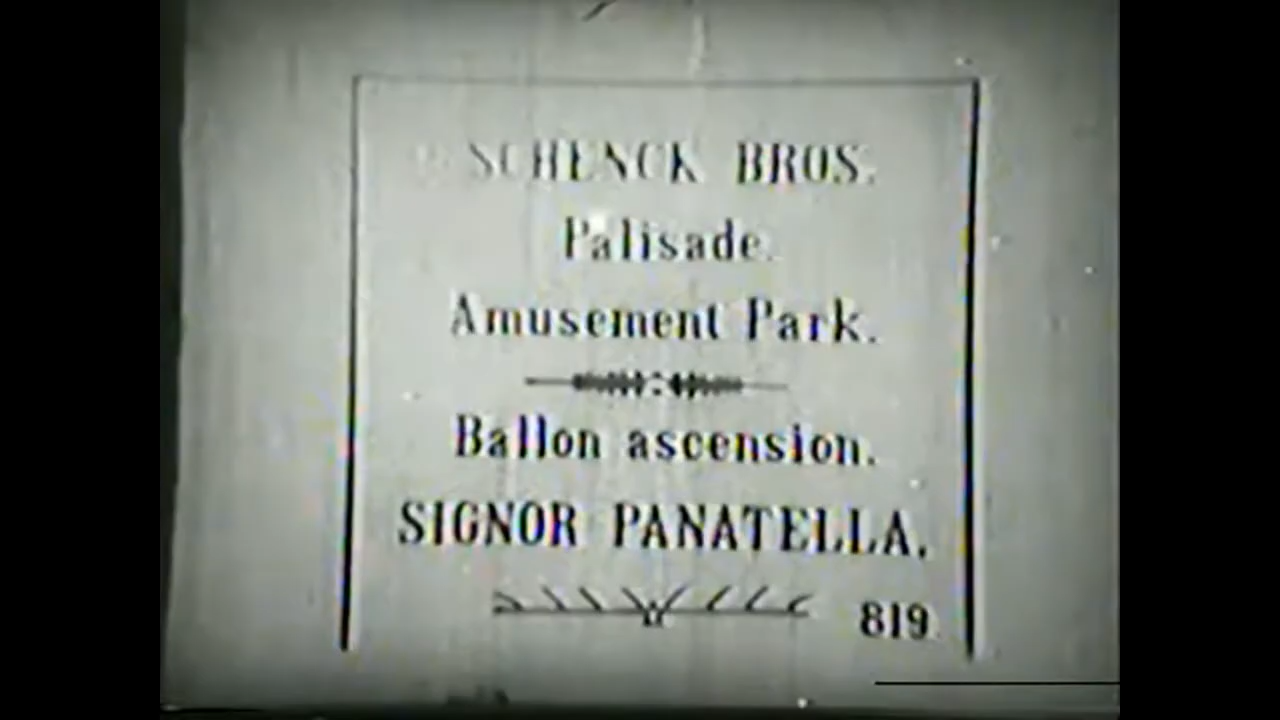 SCHENCK BROS.
Palisade.
Amusement Park.
Ballon ascension.
SIGNOR PANATELLA.
819